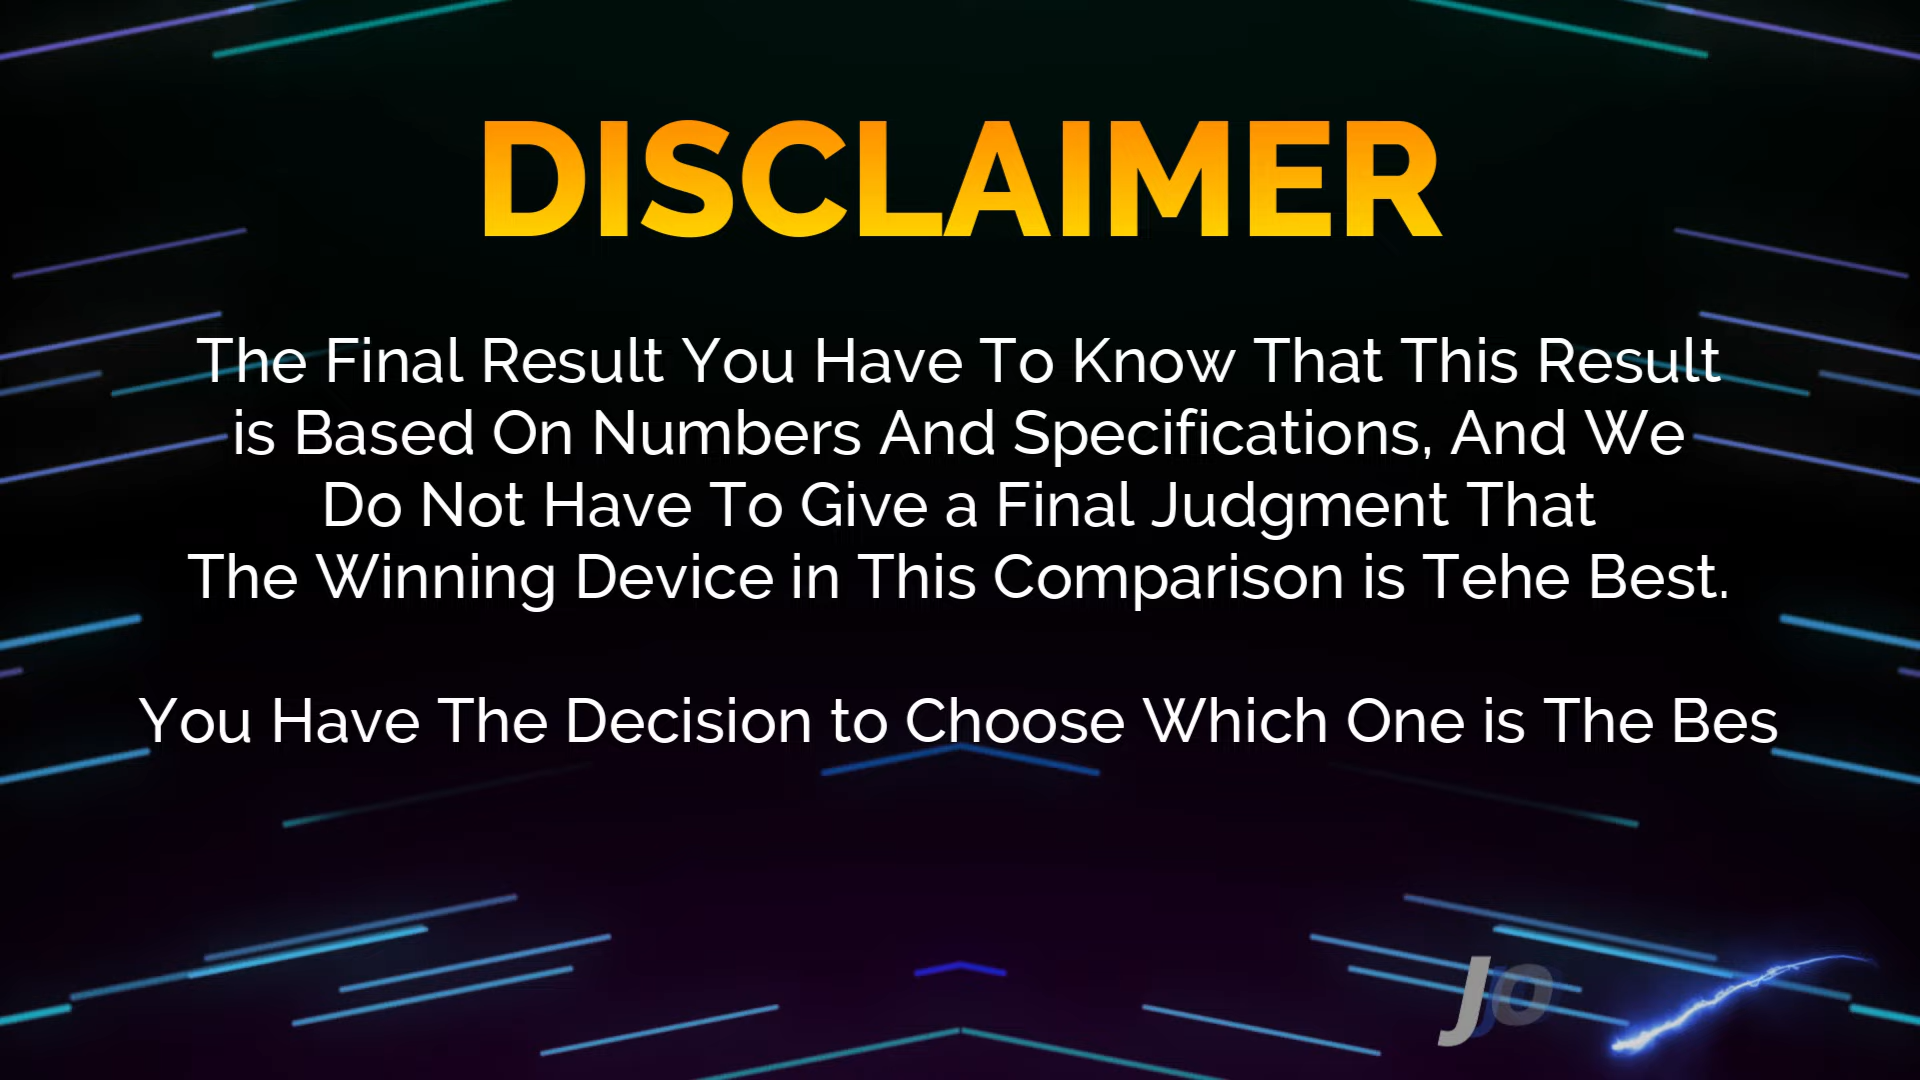 DISCLAIMER
The Final Result You Have To Know That This Result
is Based On Numbers And Specifications, And We
Do Not Have To Give a Final Judgment That
The Winning Device in This Comparison is Tehe Best.
You Have The Decision to Choose Which One is The Bes
JO